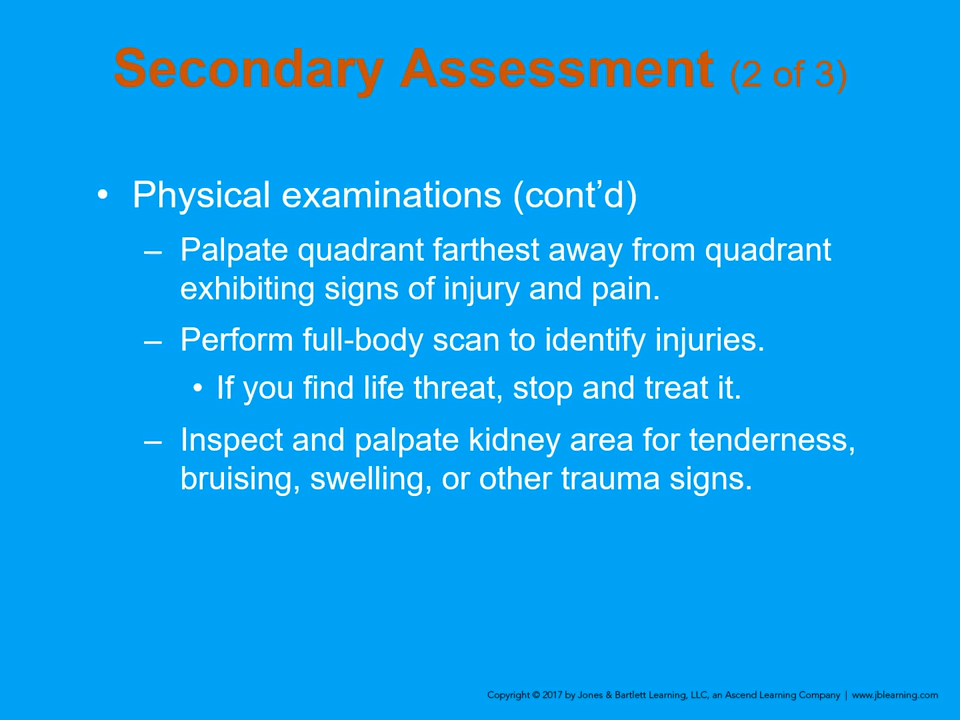 Secondary Assessment (2 of 3)
• Physical examinations (cont’d)
– Palpate quadrant farthest away from quadrant
exhibiting signs of injury and pain.
– Perform full-body scan to identify injuries.
• If you find life threat, stop and treat it.
– Inspect and palpate kidney area for tenderness,
bruising, swelling, or other trauma signs.
Copyright © 2017 by Jones & Bartlett Learning, LLC, an Ascend Learning Company | www.jblearning.com